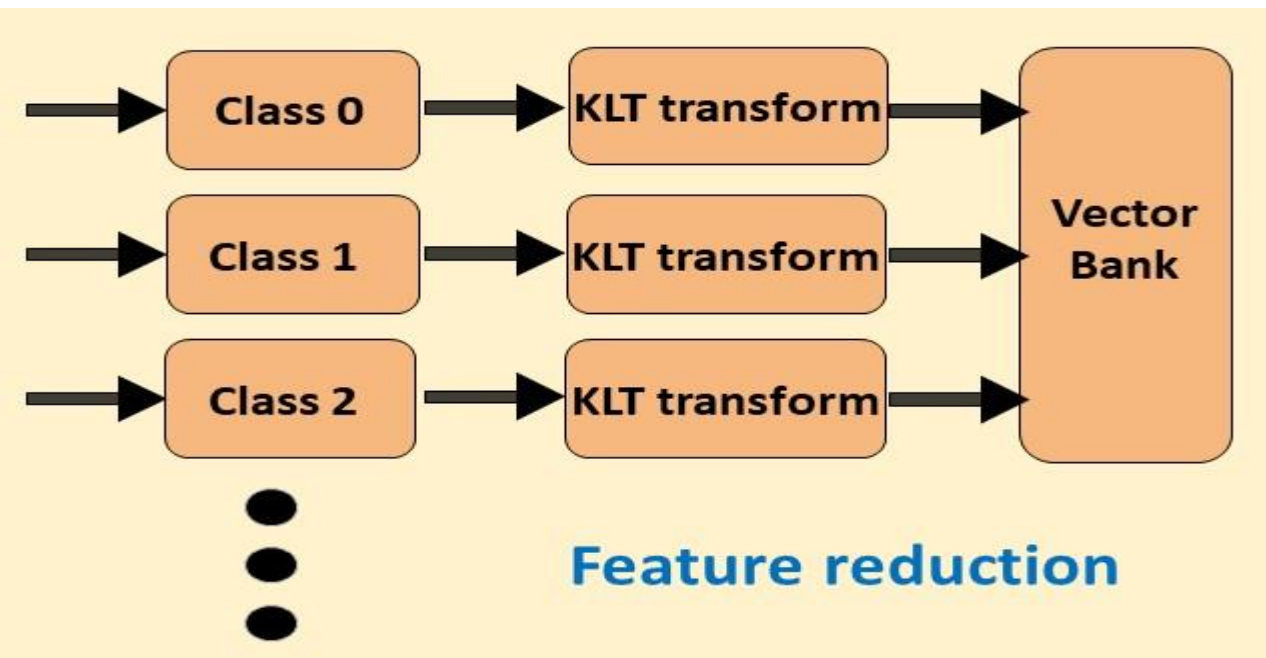 Class 0
KLT transform
Class 1
KLT transform
Class 2
KLT transform
Vector
Bank
Feature reduction